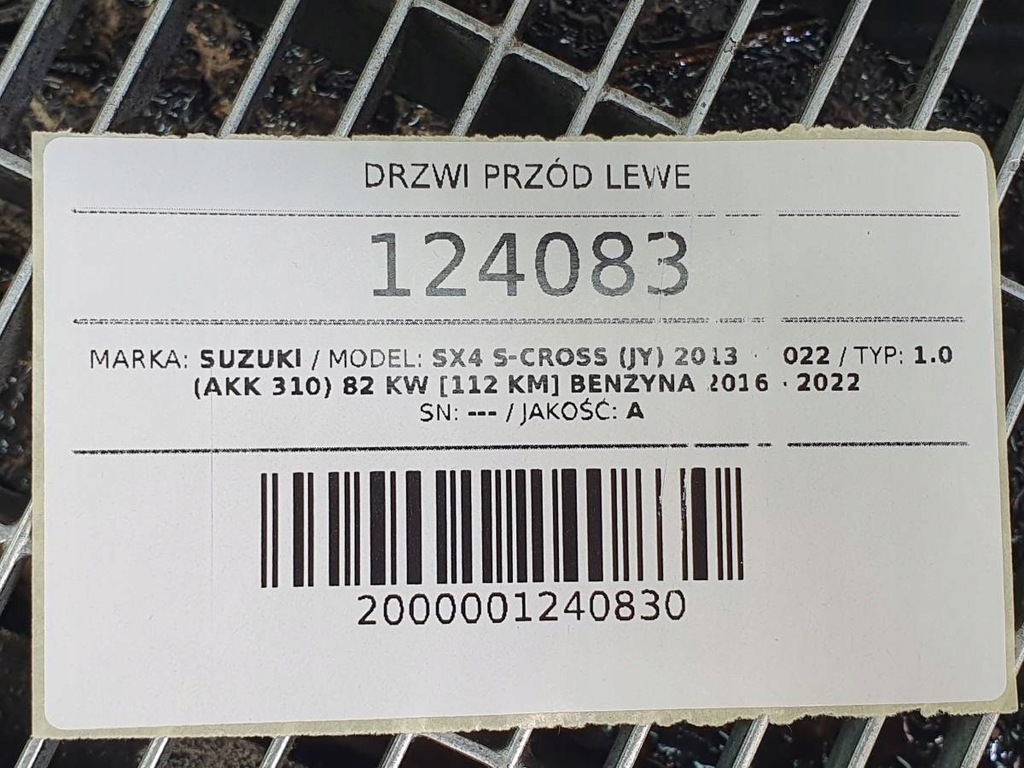 DRZWI PRZÓD LEWE
124083
MARKA: SUZUKI / MODEL: SX4 S-CROSS (JY) 2013 - 022 / TYP: 1.0
(AKK 310) 82 KW [112 KM] BENZYNA 2016 - 2022
SN: --- / JAKOŚĆ: A
2000001240830